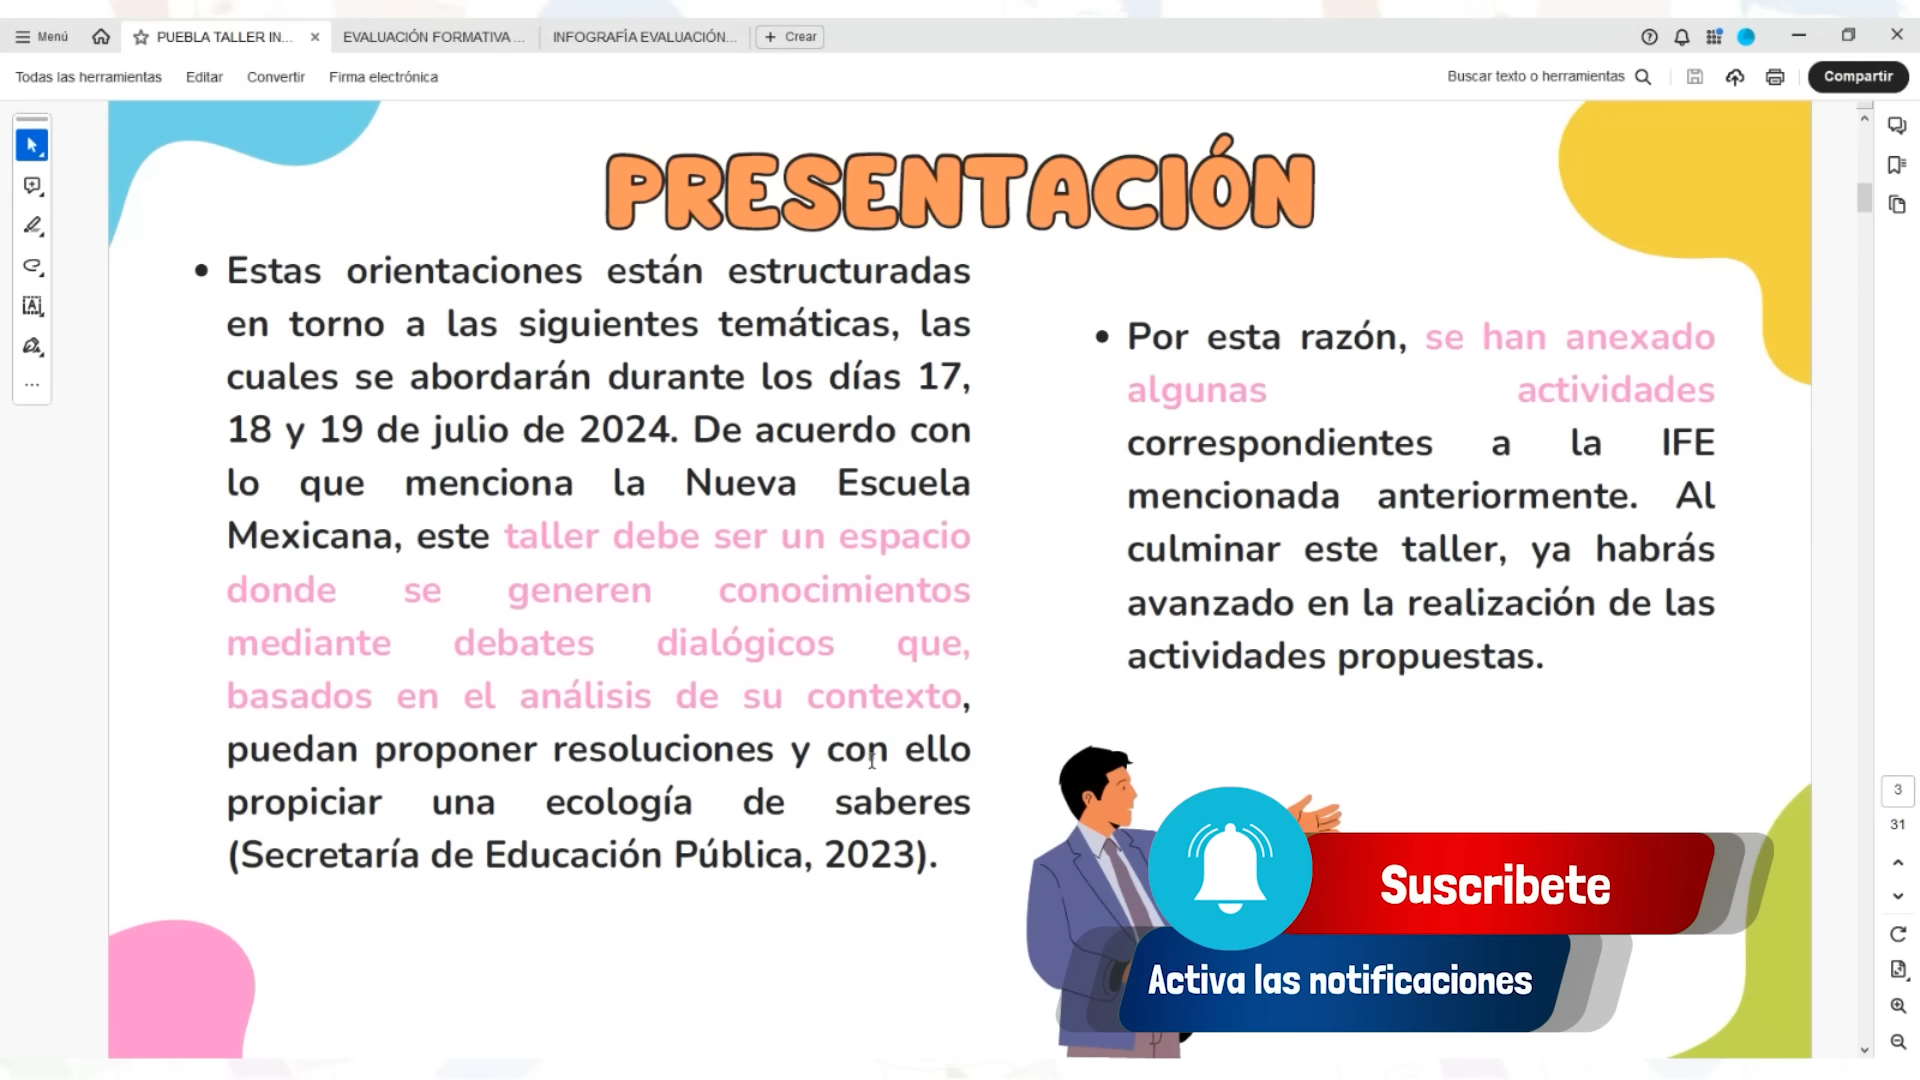 Menú
PUEBLA TALLER IN...
EVALUACIÓN FORMATIVA ...
INFOGRAFÍA EVALUACIÓN...
+ Crear
Todas las herramientas
Editar
Convertir
Firma electrónica
Buscar texto o herramientas
Compartir
PRESENTACIÓN
• Estas orientaciones están estructuradas
en torno a las siguientes temáticas, las
cuales se abordarán durante los días 17,
18 y 19 de julio de 2024. De acuerdo con
lo que menciona la Nueva Escuela
Mexicana, este taller debe ser un espacio
donde se generen conocimientos
mediante debates dialógicos que,
basados en el análisis de su contexto,
puedan proponer resoluciones y con ello
propiciar una ecología de saberes
(Secretaría de Educación Pública, 2023).
• Por esta razón, se han anexado
algunas actividades
correspondientes a la IFE
mencionada anteriormente. Al
culminar este taller, ya habrás
avanzado en la realización de las
actividades propuestas.
Suscribete
Activa las notificaciones
3
31